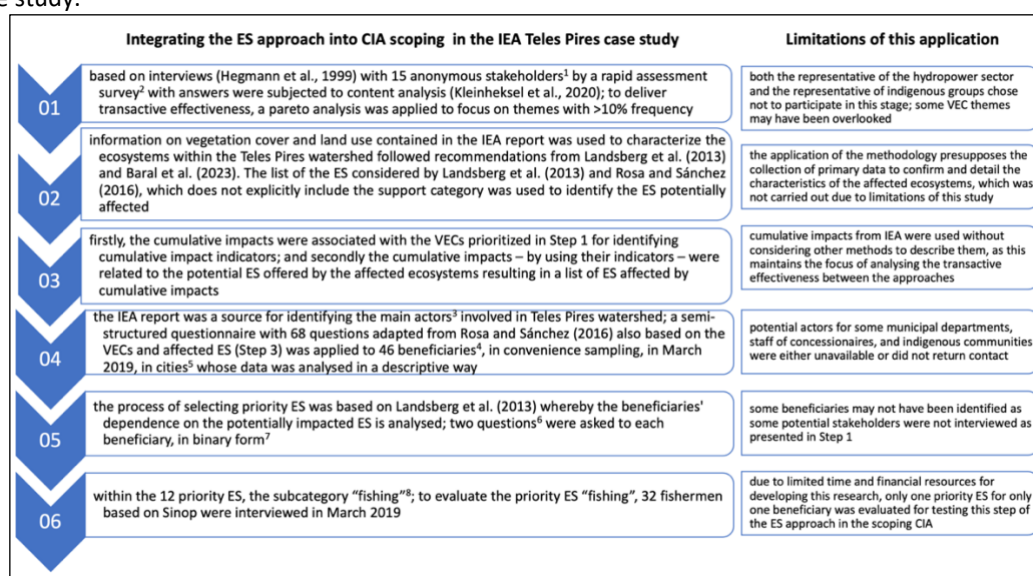 e study.
Integrating the ES approach into CIA scoping in the IEA Teles Pires case study
Limitations of this application
01
based on interviews (Hegmann et al., 1999) with 15 anonymous stakeholders¹ by a rapid assessment
survey² with answers were subjected to content analysis (Kleinheksel et al., 2020); to deliver
transactive effectiveness, a pareto analysis was applied to focus on themes with >10% frequency
both the representative of the hydropower sector
and the representative of indigenous groups chose
not to participate in this stage; some VEC themes
may have been overlooked
02
information on vegetation cover and land use contained in the IEA report was used to characterize the
ecosystems within the Teles Pires watershed followed recommendations from Landsberg et al. (2013)
and Baral et al. (2023). The list of the ES considered by Landsberg et al. (2013) and Rosa and Sánchez
(2016), which does not explicitly include the support category was used to identify the ES potentially
affected
the application of the methodology presupposes the
collection of primary data to confirm and detail the
characteristics of the affected ecosystems, which was
not carried out due to limitations of this study
03
firstly, the cumulative impacts were associated with the VECs prioritized in Step 1 for identifying
cumulative impact indicators; and secondly the cumulative impacts – by using their indicators – were
related to the potential ES offered by the affected ecosystems resulting in a list of ES affected by
cumulative impacts
cumulative impacts from IEA were used without
considering other methods to describe them, as this
maintains the focus of analysing the transactive
effectiveness between the approaches
04
the IEA report was a source for identifying the main actors³ involved in Teles Pires watershed; a semi-
structured questionnaire with 68 questions adapted from Rosa and Sánchez (2016) also based on the
VECs and affected ES (Step 3) was applied to 46 beneficiaries⁴, in convenience sampling, in March
2019, in cities⁵ whose data was analysed in a descriptive way
potential actors for some municipal departments,
staff of concessionaires, and indigenous communities
were either unavailable or did not return contact
05
the process of selecting priority ES was based on Landsberg et al. (2013) whereby the beneficiaries'
dependence on the potentially impacted ES is analysed; two questions⁶ were asked to each
beneficiary, in binary form⁷
some beneficiaries may not have been identified as
some potential stakeholders were not interviewed as
presented in Step 1
06
within the 12 priority ES, the subcategory “fishing”⁸; to evaluate the priority ES “fishing”, 32 fishermen
based on Sinop were interviewed in March 2019
due to limited time and financial resources for
developing this research, only one priority ES for only
one beneficiary was evaluated for testing this step of
the ES approach in the scoping CIA